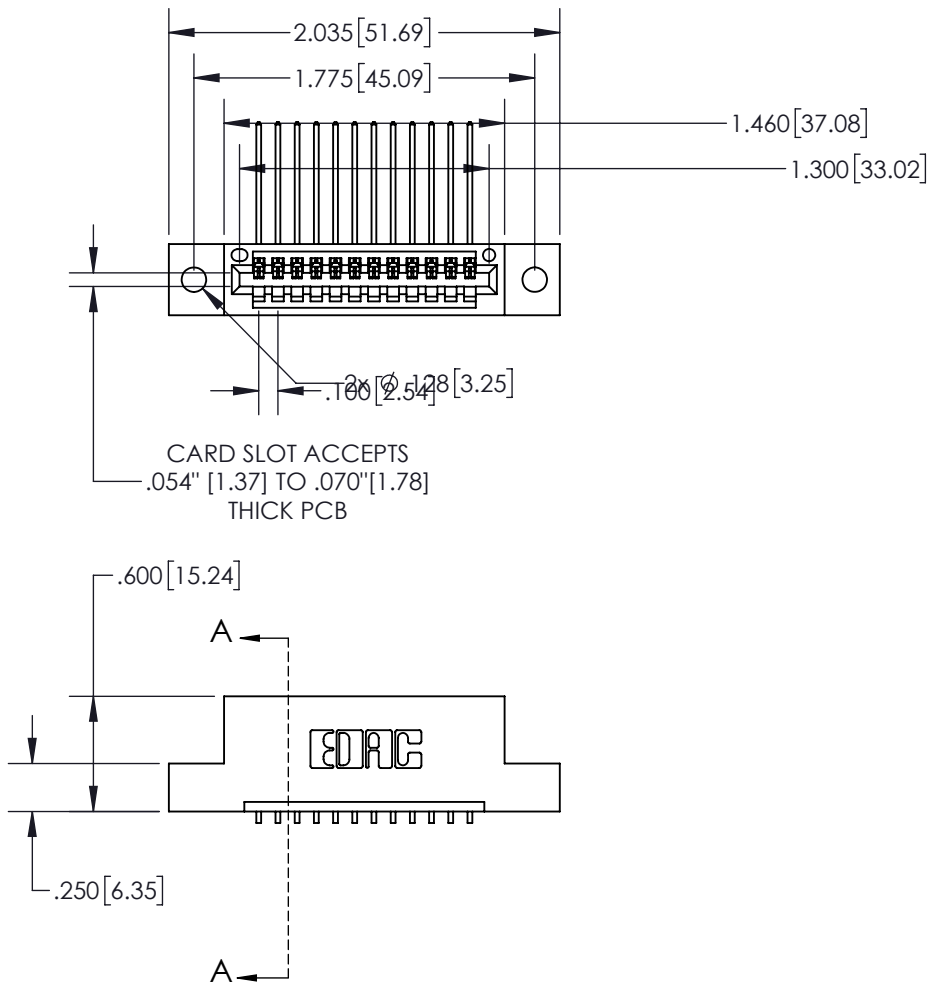 2.035[51.69]
1.775[45.09]
1.460[37.08]
1.300[33.02]
2x Ø .128[3.25]
.100[2.54]
CARD SLOT ACCEPTS
.054" [1.37] TO .070"[1.78]
THICK PCB
.600[15.24]
A
EDAC
.250[6.35]
A